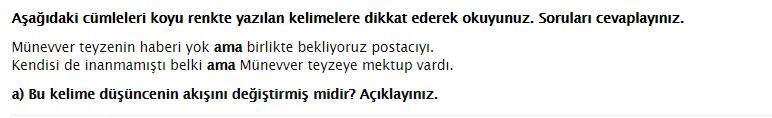 Aşağıdaki cümleleri koyu renkte yazılan kelimelere dikkat ederek okuyunuz. Soruları cevaplayınız.
Münevver teyzenin haberi yok ama birlikte bekliyoruz postacıyı.
Kendisi de inanmamıştı belki ama Münevver teyzeye mektup vardı.
a) Bu kelime düşüncenin akışını değiştirmiş midir? Açıklayınız.